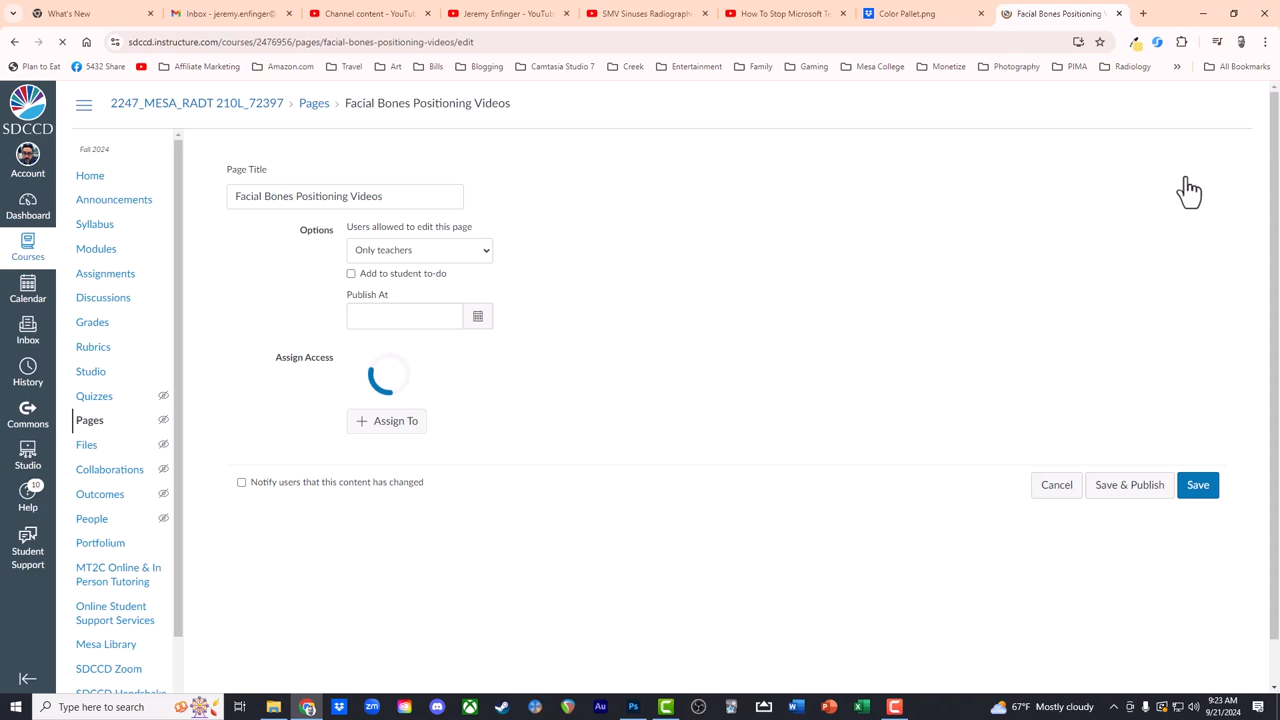 What's New
Inbox - jeremy.enfinger@
Channel content - YouTu
Jeremy Enfinger - YouTub
SMV Sinuses Radiograph
How To Stop Microsoft Te
Color Pallet.png
Facial Bones Positioning V
sdccd.instructure.com/courses/2476956/pages/facial-bones-positioning-videos/edit
Plan to Eat
5432 Share
Affiliate Marketing
Amazon.com
Travel
Art
Bills
Blogging
Camtasia Studio 7
Creek
Entertainment
Family
Gaming
Mesa College
Monetize
Photography
PIMA
Radiology
»
All Bookmarks
SDCCD
Account
Dashboard
Courses
Calendar
Inbox
History
Commons
Studio
10
Help
Student
Support
2247_MESA_RADT 210L_72397 › Pages › Facial Bones Positioning Videos
Fall 2024
Home
Announcements
Syllabus
Modules
Assignments
Discussions
Grades
Rubrics
Studio
Quizzes
Pages
Files
Collaborations
Outcomes
People
Portfolium
MT2C Online & In
Person Tutoring
Online Student
Support Services
Mesa Library
SDCCD Zoom
SDCCD Handshake
Page Title
Facial Bones Positioning Videos
Options
Users allowed to edit this page
Only teachers
Add to student to-do
Publish At
Assign Access
+ Assign To
Notify users that this content has changed
Cancel
Save & Publish
Save
Type here to search
67°F Mostly cloudy
9:23 AM
9/21/2024